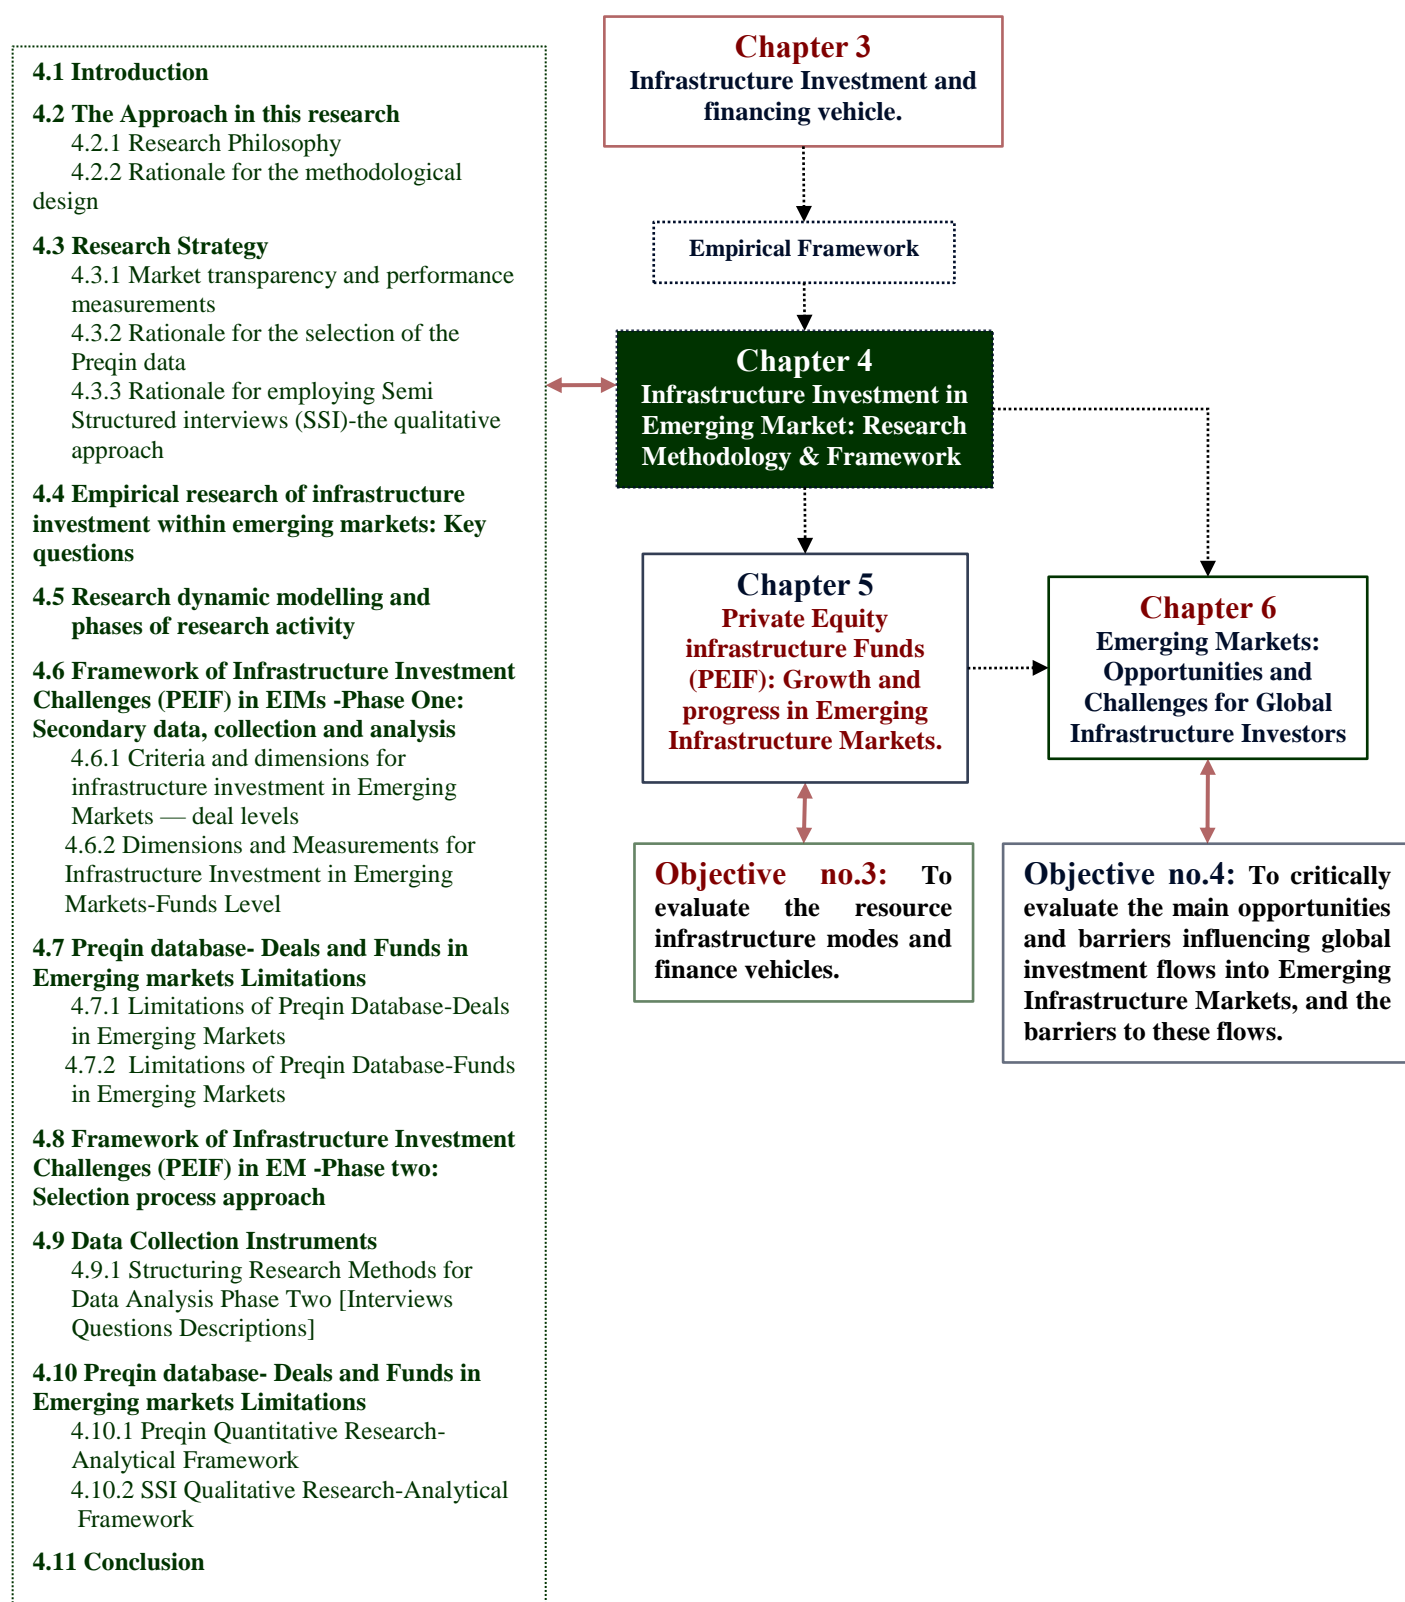 4.1 Introduction
4.2 The Approach in this research
4.2.1 Research Philosophy
4.2.2 Rationale for the methodological
design
4.3 Research Strategy
4.3.1 Market transparency and performance
measurements
4.3.2 Rationale for the selection of the
Preqin data
4.3.3 Rationale for employing Semi
Structured interviews (SSI)-the qualitative
approach
4.4 Empirical research of infrastructure
investment within emerging markets: Key
questions
4.5 Research dynamic modelling and
phases of research activity
4.6 Framework of Infrastructure Investment
Challenges (PEIF) in EIMs -Phase One:
Secondary data, collection and analysis
4.6.1 Criteria and dimensions for
infrastructure investment in Emerging
Markets — deal levels
4.6.2 Dimensions and Measurements for
Infrastructure Investment in Emerging
Markets-Funds Level
4.7 Preqin database- Deals and Funds in
Emerging markets Limitations
4.7.1 Limitations of Preqin Database-Deals
in Emerging Markets
4.7.2 Limitations of Preqin Database-Funds
in Emerging Markets
4.8 Framework of Infrastructure Investment
Challenges (PEIF) in EM -Phase two:
Selection process approach
4.9 Data Collection Instruments
4.9.1 Structuring Research Methods for
Data Analysis Phase Two [Interviews
Questions Descriptions]
4.10 Preqin database- Deals and Funds in
Emerging markets Limitations
4.10.1 Preqin Quantitative Research-
Analytical Framework
4.10.2 SSI Qualitative Research-Analytical
Framework
4.11 Conclusion
Chapter 3
Infrastructure Investment and
financing vehicle.
Empirical Framework
Chapter 4
Infrastructure Investment in
Emerging Market: Research
Methodology & Framework
Chapter 5
Private Equity
infrastructure Funds
(PEIF): Growth and
progress in Emerging
Infrastructure Markets.
Chapter 6
Emerging Markets:
Opportunities and
Challenges for Global
Infrastructure Investors
Objective no.3: To
evaluate the resource
infrastructure modes and
finance vehicles.
Objective no.4: To critically
evaluate the main opportunities
and barriers influencing global
investment flows into Emerging
Infrastructure Markets, and the
barriers to these flows.